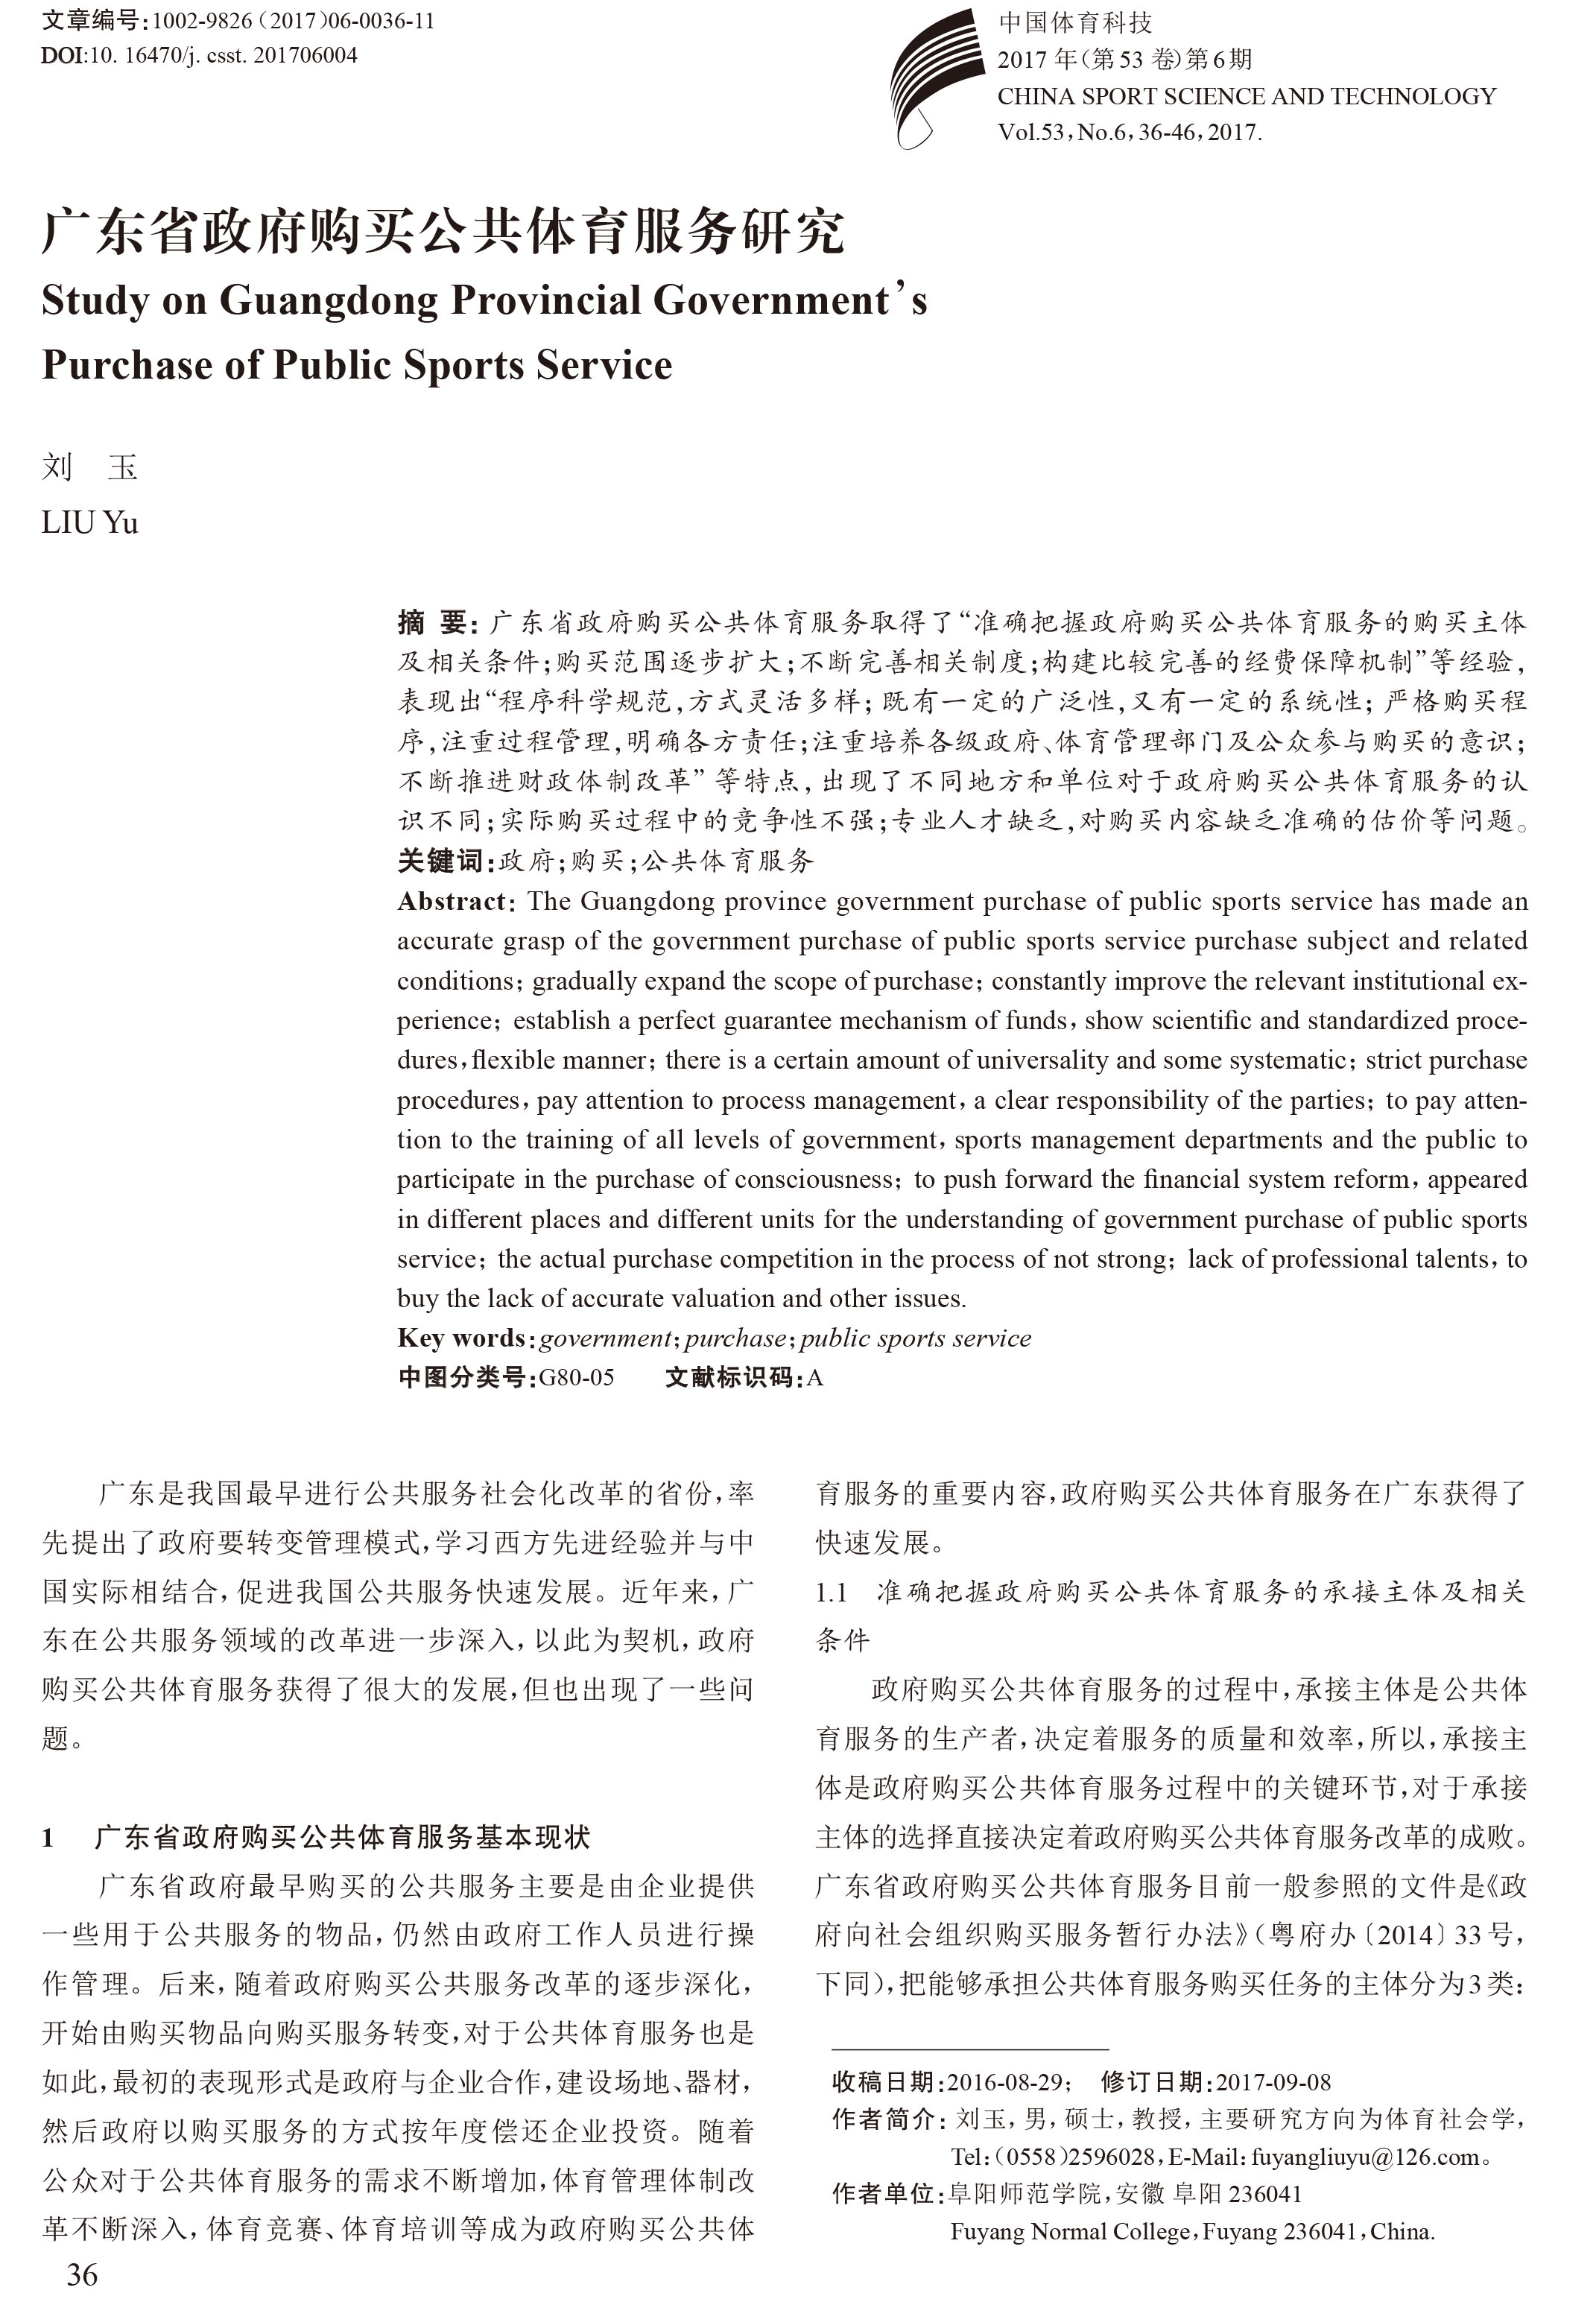 文章编号:1002-9826（2017）06-0036-11
DOI:10. 16470/j. csst. 201706004
中国体育科技
2017 年（第53 卷）第6期
CHINA SPORT SCIENCE AND TECHNOLOGY
Vol.53，No.6，36-46，2017.
广东省政府购买公共体育服务研究
Study on Guangdong Provincial Government’s
Purchase of Public Sports Service
刘　玉
LIU Yu
摘 要: 广东省政府购买公共体育服务取得了“准确把握政府购买公共体育服务的购买主体
及相关条件;购买范围逐步扩大;不断完善相关制度;构建比较完善的经费保障机制”等经验,
表现出“程序科学规范,方式灵活多样; 既有一定的广泛性,又有一定的系统性; 严格购买程
序,注重过程管理,明确各方责任;注重培养各级政府、体育管理部门及公众参与购买的意识;
不断推进财政体制改革” 等特点, 出现了不同地方和单位对于政府购买公共体育服务的认
识不同;实际购买过程中的竞争性不强;专业人才缺乏,对购买内容缺乏准确的估价等问题。
关键词:政府;购买;公共体育服务
Abstract: The Guangdong province government purchase of public sports service has made an
accurate grasp of the government purchase of public sports service purchase subject and related
conditions; gradually expand the scope of purchase; constantly improve the relevant institutional ex-
perience; establish a perfect guarantee mechanism of funds, show scientific and standardized proce-
dures,flexible manner; there is a certain amount of universality and some systematic; strict purchase
procedures, pay attention to process management, a clear responsibility of the parties; to pay atten-
tion to the training of all levels of government, sports management departments and the public to
participate in the purchase of consciousness; to push forward the financial system reform, appeared
in different places and different units for the understanding of government purchase of public sports
service; the actual purchase competition in the process of not strong; lack of professional talents, to
buy the lack of accurate valuation and other issues.
Key words:government;purchase;public sports service
中图分类号:G80-05　　文献标识码:A
广东是我国最早进行公共服务社会化改革的省份,率
先提出了政府要转变管理模式,学习西方先进经验并与中
国实际相结合, 促进我国公共服务快速发展。近年来, 广
东在公共服务领域的改革进一步深入, 以此为契机, 政府
购买公共体育服务获得了很大的发展,但也出现了一些问
题。
1　广东省政府购买公共体育服务基本现状
广东省政府最早购买的公共服务主要是由企业提供
一些用于公共服务的物品, 仍然由政府工作人员进行操
作管理。后来, 随着政府购买公共服务改革的逐步深化,
开始由购买物品向购买服务转变,对于公共体育服务也是
如此,最初的表现形式是政府与企业合作,建设场地、器材,
然后政府以购买服务的方式按年度偿还企业投资。随着
公众对于公共体育服务的需求不断增加,体育管理体制改
革不断深入, 体育竞赛、体育培训等成为政府购买公共体
育服务的重要内容,政府购买公共体育服务在广东获得了
快速发展。
1.1　准确把握政府购买公共体育服务的承接主体及相关
条件
政府购买公共体育服务的过程中,承接主体是公共体
育服务的生产者,决定着服务的质量和效率,所以,承接主
体是政府购买公共体育服务过程中的关键环节,对于承接
主体的选择直接决定着政府购买公共体育服务改革的成败。
广东省政府购买公共体育服务目前一般参照的文件是《政
府向社会组织购买服务暂行办法》（粤府办〔2014〕33 号,
下同）,把能够承担公共体育服务购买任务的主体分为3 类:
收稿日期:2016-08-29;　修订日期:2017-09-08
作者简介: 刘玉, 男, 硕士, 教授, 主要研究方向为体育社会学,
Tel:（0558）2596028,E-Mail:fuyangliuyu@126.com。
作者单位:阜阳师范学院,安徽 阜阳 236041
Fuyang Normal College,Fuyang 236041,China.
36